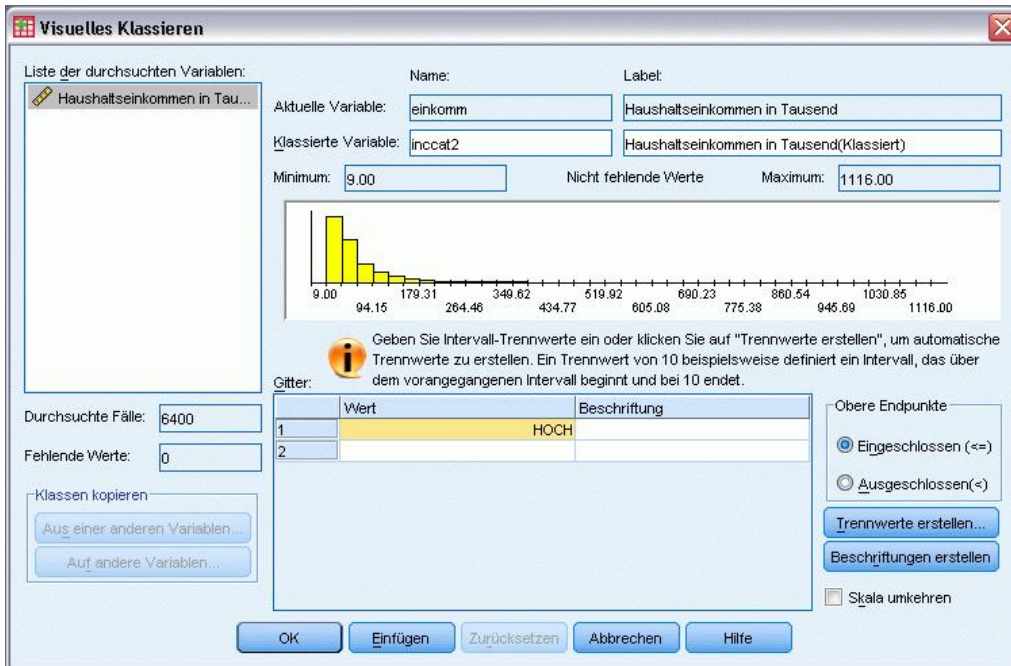 Visuelles Klassieren
Liste der durchsuchten Variablen:
Haushaltseinkommen in Tau...
Name:
Label:
Aktuelle Variable:
einkomm
Haushaltseinkommen in Tausend
Klassierte Variable:
inccat2
Haushaltseinkommen in Tausend(Klassiert)
Minimum:
9.00
Nicht fehlende Werte
Maximum:
1116.00
9.00 179.31 349.62 519.92 690.23 860.54 1030.85
94.15 264.46 434.77 605.08 775.38 945.69 1116.00
Geben Sie Intervall-Trennwerte ein oder klicken Sie auf "Trennwerte erstellen", um automatische
Trennwerte zu erstellen. Ein Trennwert von 10 beispielsweise definiert ein Intervall, das über
dem vorangegangenen Intervall beginnt und bei 10 endet.
Gitter:
Wert
Beschriftung
1
HOCH
2
Durchsuchte Fälle:
6400
Fehlende Werte:
0
Klassen kopieren
Aus einer anderen Variablen...
Auf andere Variablen...
Obere Endpunkte
Eingeschlossen (<=)
Ausgeschlossen(<)
Trennwerte erstellen...
Beschriftungen erstellen
Skala umkehren
OK
Einfügen
Zurücksetzen
Abbrechen
Hilfe